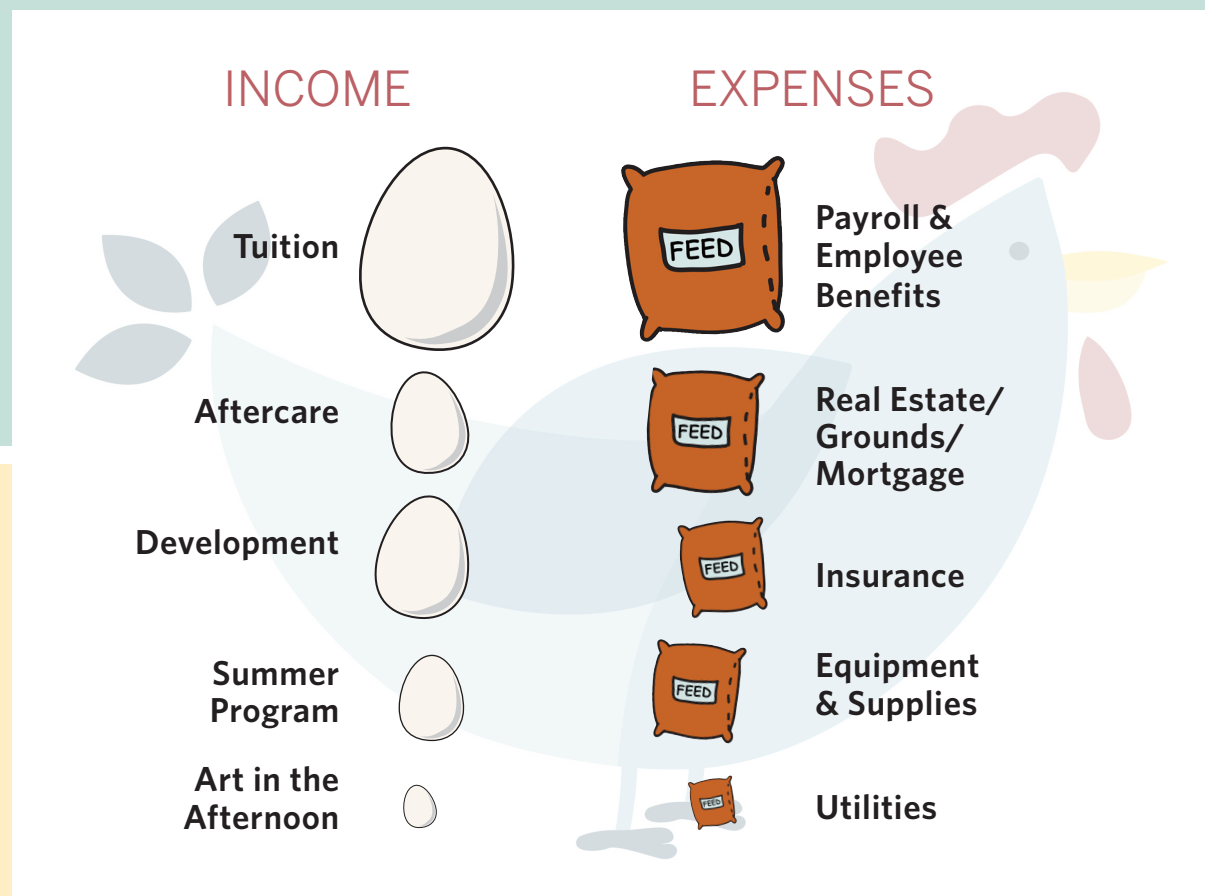 INCOME
Tuition
Aftercare
Development
Summer
Program
Art in the
Afternoon
EXPENSES
FEED
Payroll &
Employee
Benefits
FEED
Real Estate/
Grounds/
Mortgage
FEED
Insurance
FEED
Equipment
& Supplies
FEED
Utilities